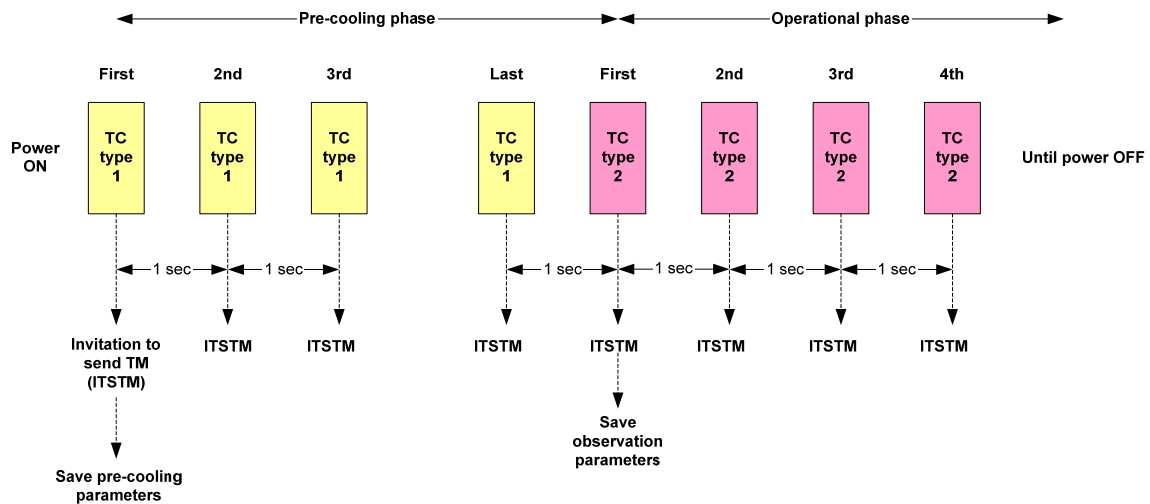 Pre-cooling phase
Operational phase
First
2nd
3rd
Last
First
2nd
3rd
4th
Power
ON
TC
type
1
TC
type
1
TC
type
1
TC
type
1
TC
type
2
TC
type
2
TC
type
2
TC
type
2
Until power OFF
1 sec
1 sec
1 sec
1 sec
1 sec
1 sec
Invitation to
send TM
(ITSTM)
ITSTM
ITSTM
ITSTM
ITSTM
ITSTM
ITSTM
ITSTM
Save
observation
parameters
Save pre-cooling
parameters